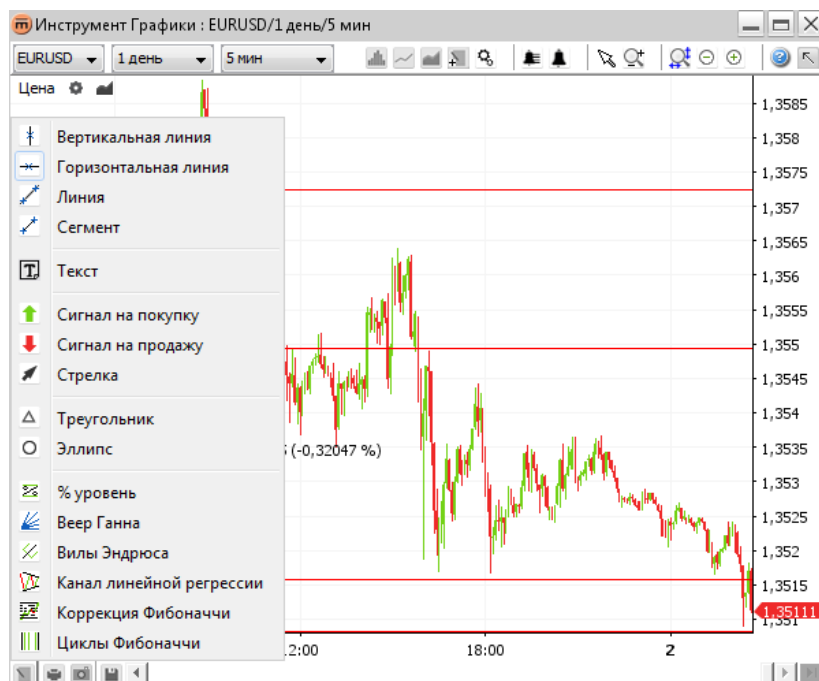 Инструмент Графики : EURUSD/1 день/5 мин
EURUSD 1 день 5 мин
Цена
1,3585
1,358
1,3575
1,357
1,3565
1,356
1,3555
1,355
1,3545
1,354
1,3535
1,353
1,3525
1,352
1,3515
1,35111
1,351
Вертикальная линия
Горизонтальная линия
Линия
Сегмент
Текст
Сигнал на покупку
Сигнал на продажу
Стрелка
Треугольник
Эллипс
(-0,32047 %)
% уровень
Веер Ганна
Вилы Эндрюса
Канал линейной регрессии
Коррекция Фибоначчи
Циклы Фибоначчи
2:00 18:00 2